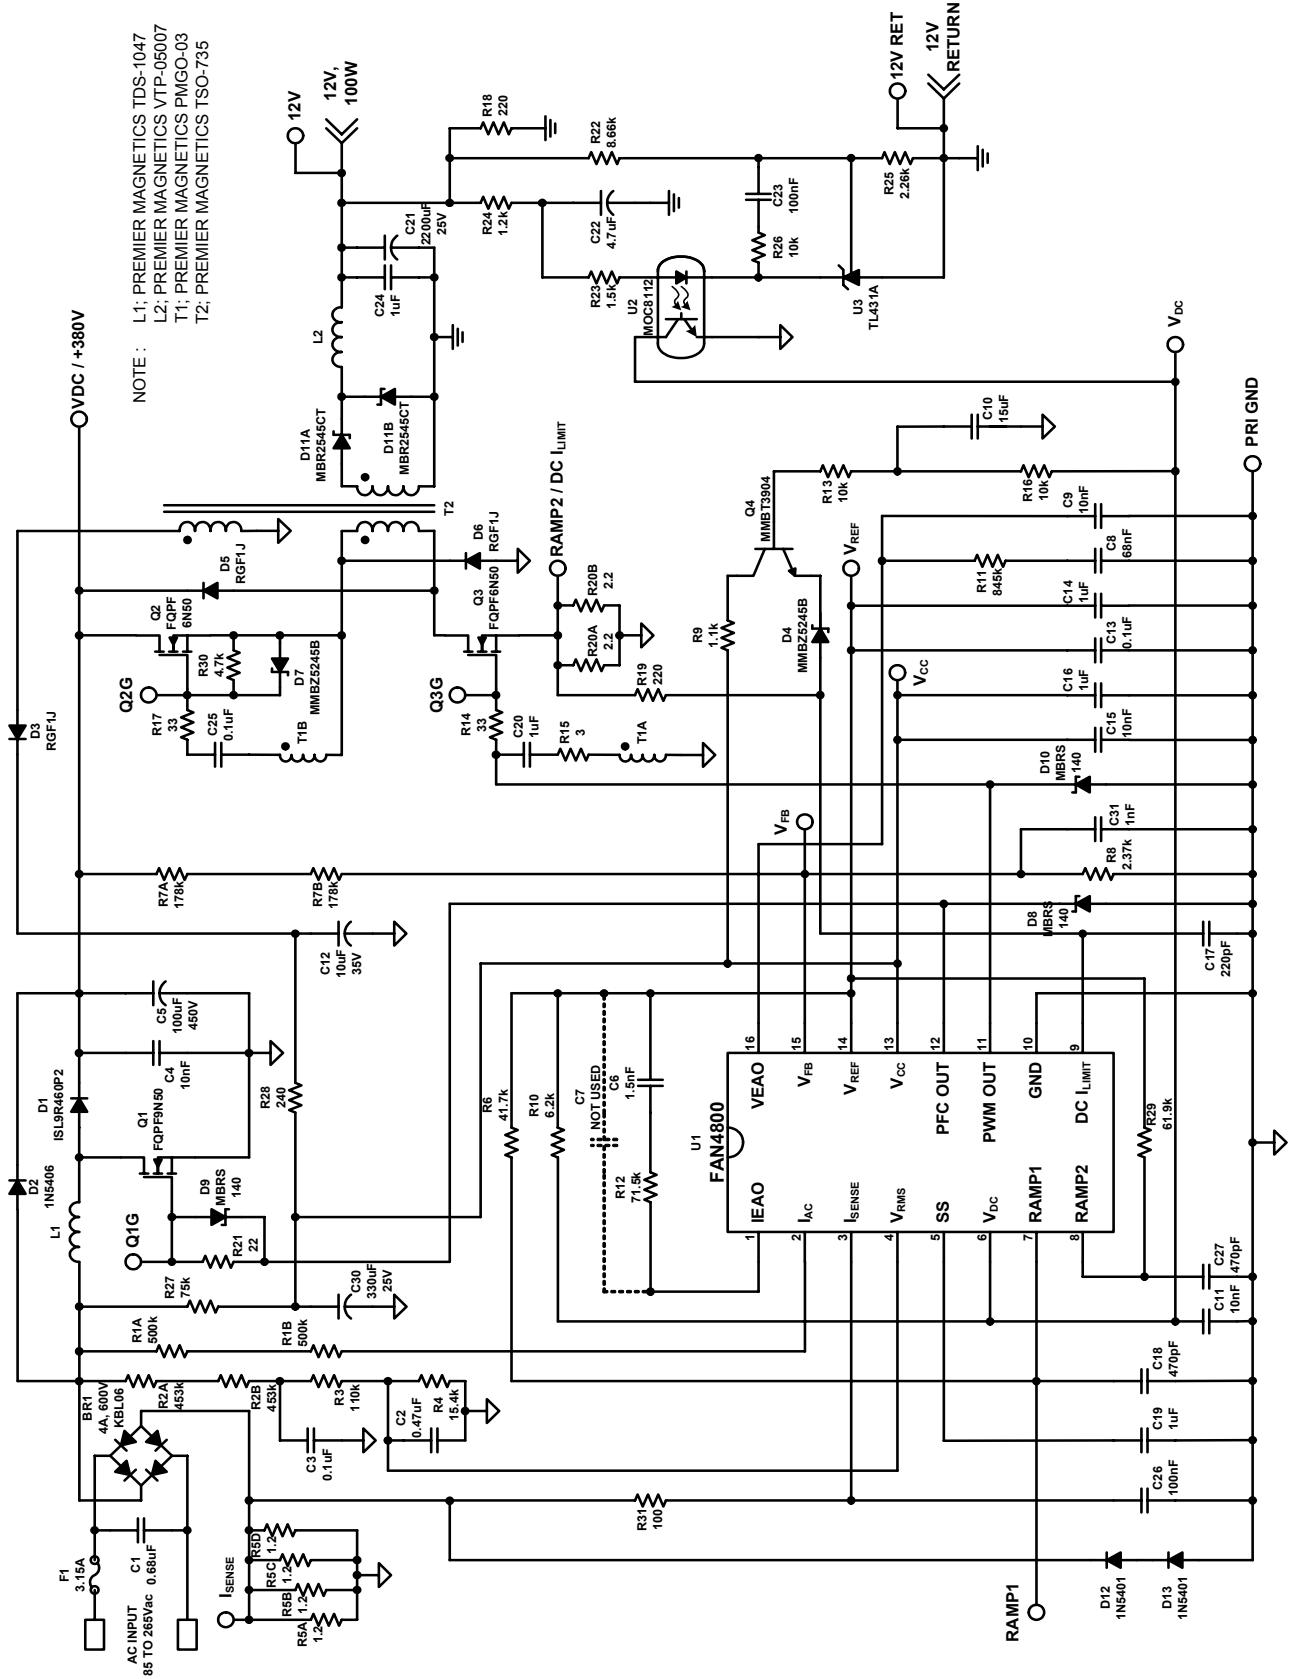 NOTE :
L1; PREMIER MAGNETICS TDS-1047
L2; PREMIER MAGNETICS VTP-05007
T1; PREMIER MAGNETICS PMGO-03
T2; PREMIER MAGNETICS TSO-735
AC INPUT
85 TO 265Vac
F1
3.15A
C1
0.68uF
BR1
4A, 600V
KBL06
ISENSE
R5A
1.2
R5B
1.2
R5C
1.2
R5D
1.2
R2A
453k
R2B
453k
R3
110k
R4
15.4k
C3
0.1uF
C2
0.47uF
R1A
500k
R1B
500k
R27
75k
C30
330uF
25V
L1
D2
1N5406
D1
ISL9R460P2
Q1G
R21
22
D9
MBRS
140
Q1
FQPF9N50
C4
10nF
C5
100uF
450V
R28
240
C12
10uF
35V
R7A
178k
R7B
178k
D3
RGF1J
VDC / +380V
Q2G
R17
33
C25
0.1uF
T1B
R30
4.7k
D7
MMBZ5245B
Q2
FQPF
6N50
D5
RGF1J
T2
Q3G
R14
33
C20
1uF
R15
3
T1A
Q3
FQPF6N50
D6
RGF1J
RAMP2 / DC ILIMIT
R20A
2.2
R20B
2.2
R19
220
D11A
MBR2545CT
D11B
MBR2545CT
L2
C24
1uF
C21
2200uF
25V
12V
12V,
100W
R18
220
R24
1.2k
C22
4.7uF
R23
1.5k
R22
8.66k
U2
MOC8112
R26
10k
C23
100nF
U3
TL431A
R25
2.26k
12V RET
12V
RETURN
R6
41.7k
R10
6.2k
C7
NOT USED
C6
1.5nF
R12
71.5k
U1
FAN4800
1
IEAO
2
IAC
3
ISENSE
4
VRMS
5
SS
6
VDC
7
RAMP1
8
RAMP2
16
VEAO
15
VFB
14
VREF
13
VCC
12
PFC OUT
11
PWM OUT
10
GND
9
DC ILIMIT
VFB
R9
1.1k
Q4
MMBT3904
D4
MMBZ5245B
VREF
VCC
R13
10k
R16
10k
C10
15uF
R11
845k
C9
10nF
C8
68nF
C14
1uF
C13
0.1uF
C16
1uF
C15
10nF
D10
MBRS
140
C31
1nF
R8
2.37k
D8
MBRS
140
C17
220pF
R29
61.9k
C27
470pF
C11
10nF
C18
470pF
C19
1uF
C26
100nF
R31
100
RAMP1
D12
1N5401
D13
1N5401
VDC
PRI GND